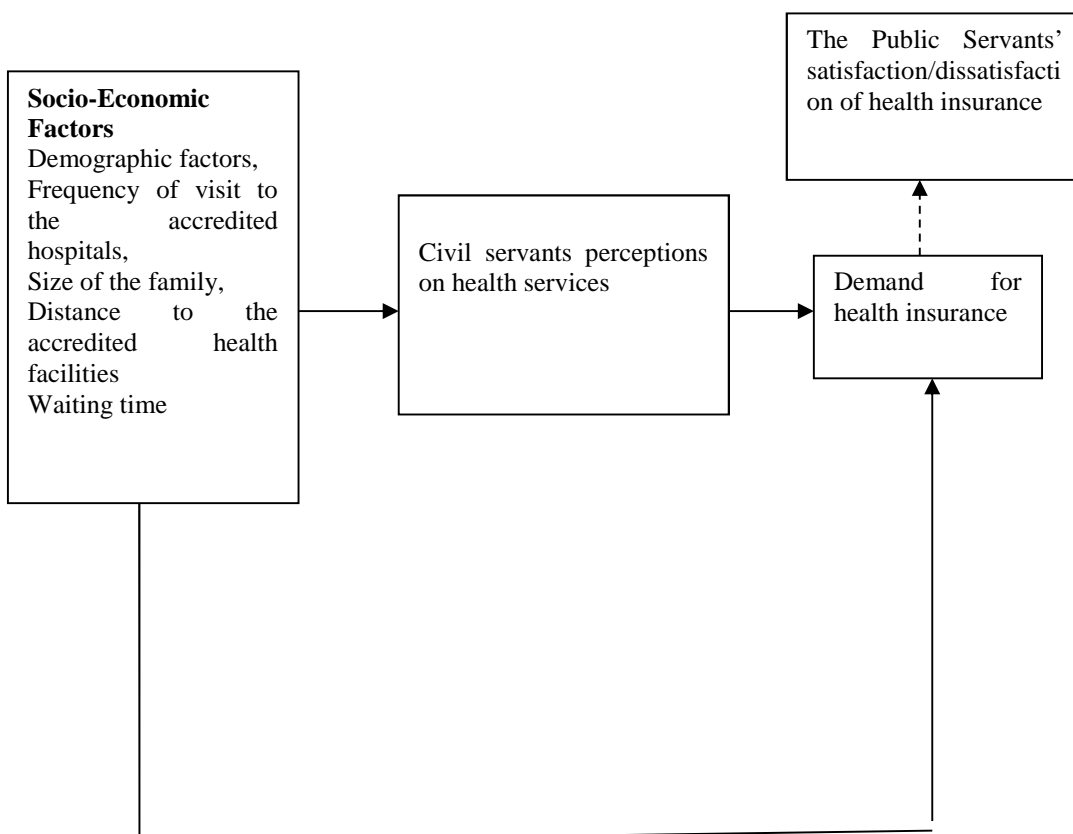 Socio-Economic
Factors
Demographic factors,
Frequency of visit to
the accredited
hospitals,
Size of the family,
Distance to the
accredited health
facilities
Waiting time
Civil servants perceptions
on health services
The Public Servants’
satisfaction/dissatisfacti
on of health insurance
Demand for
health insurance